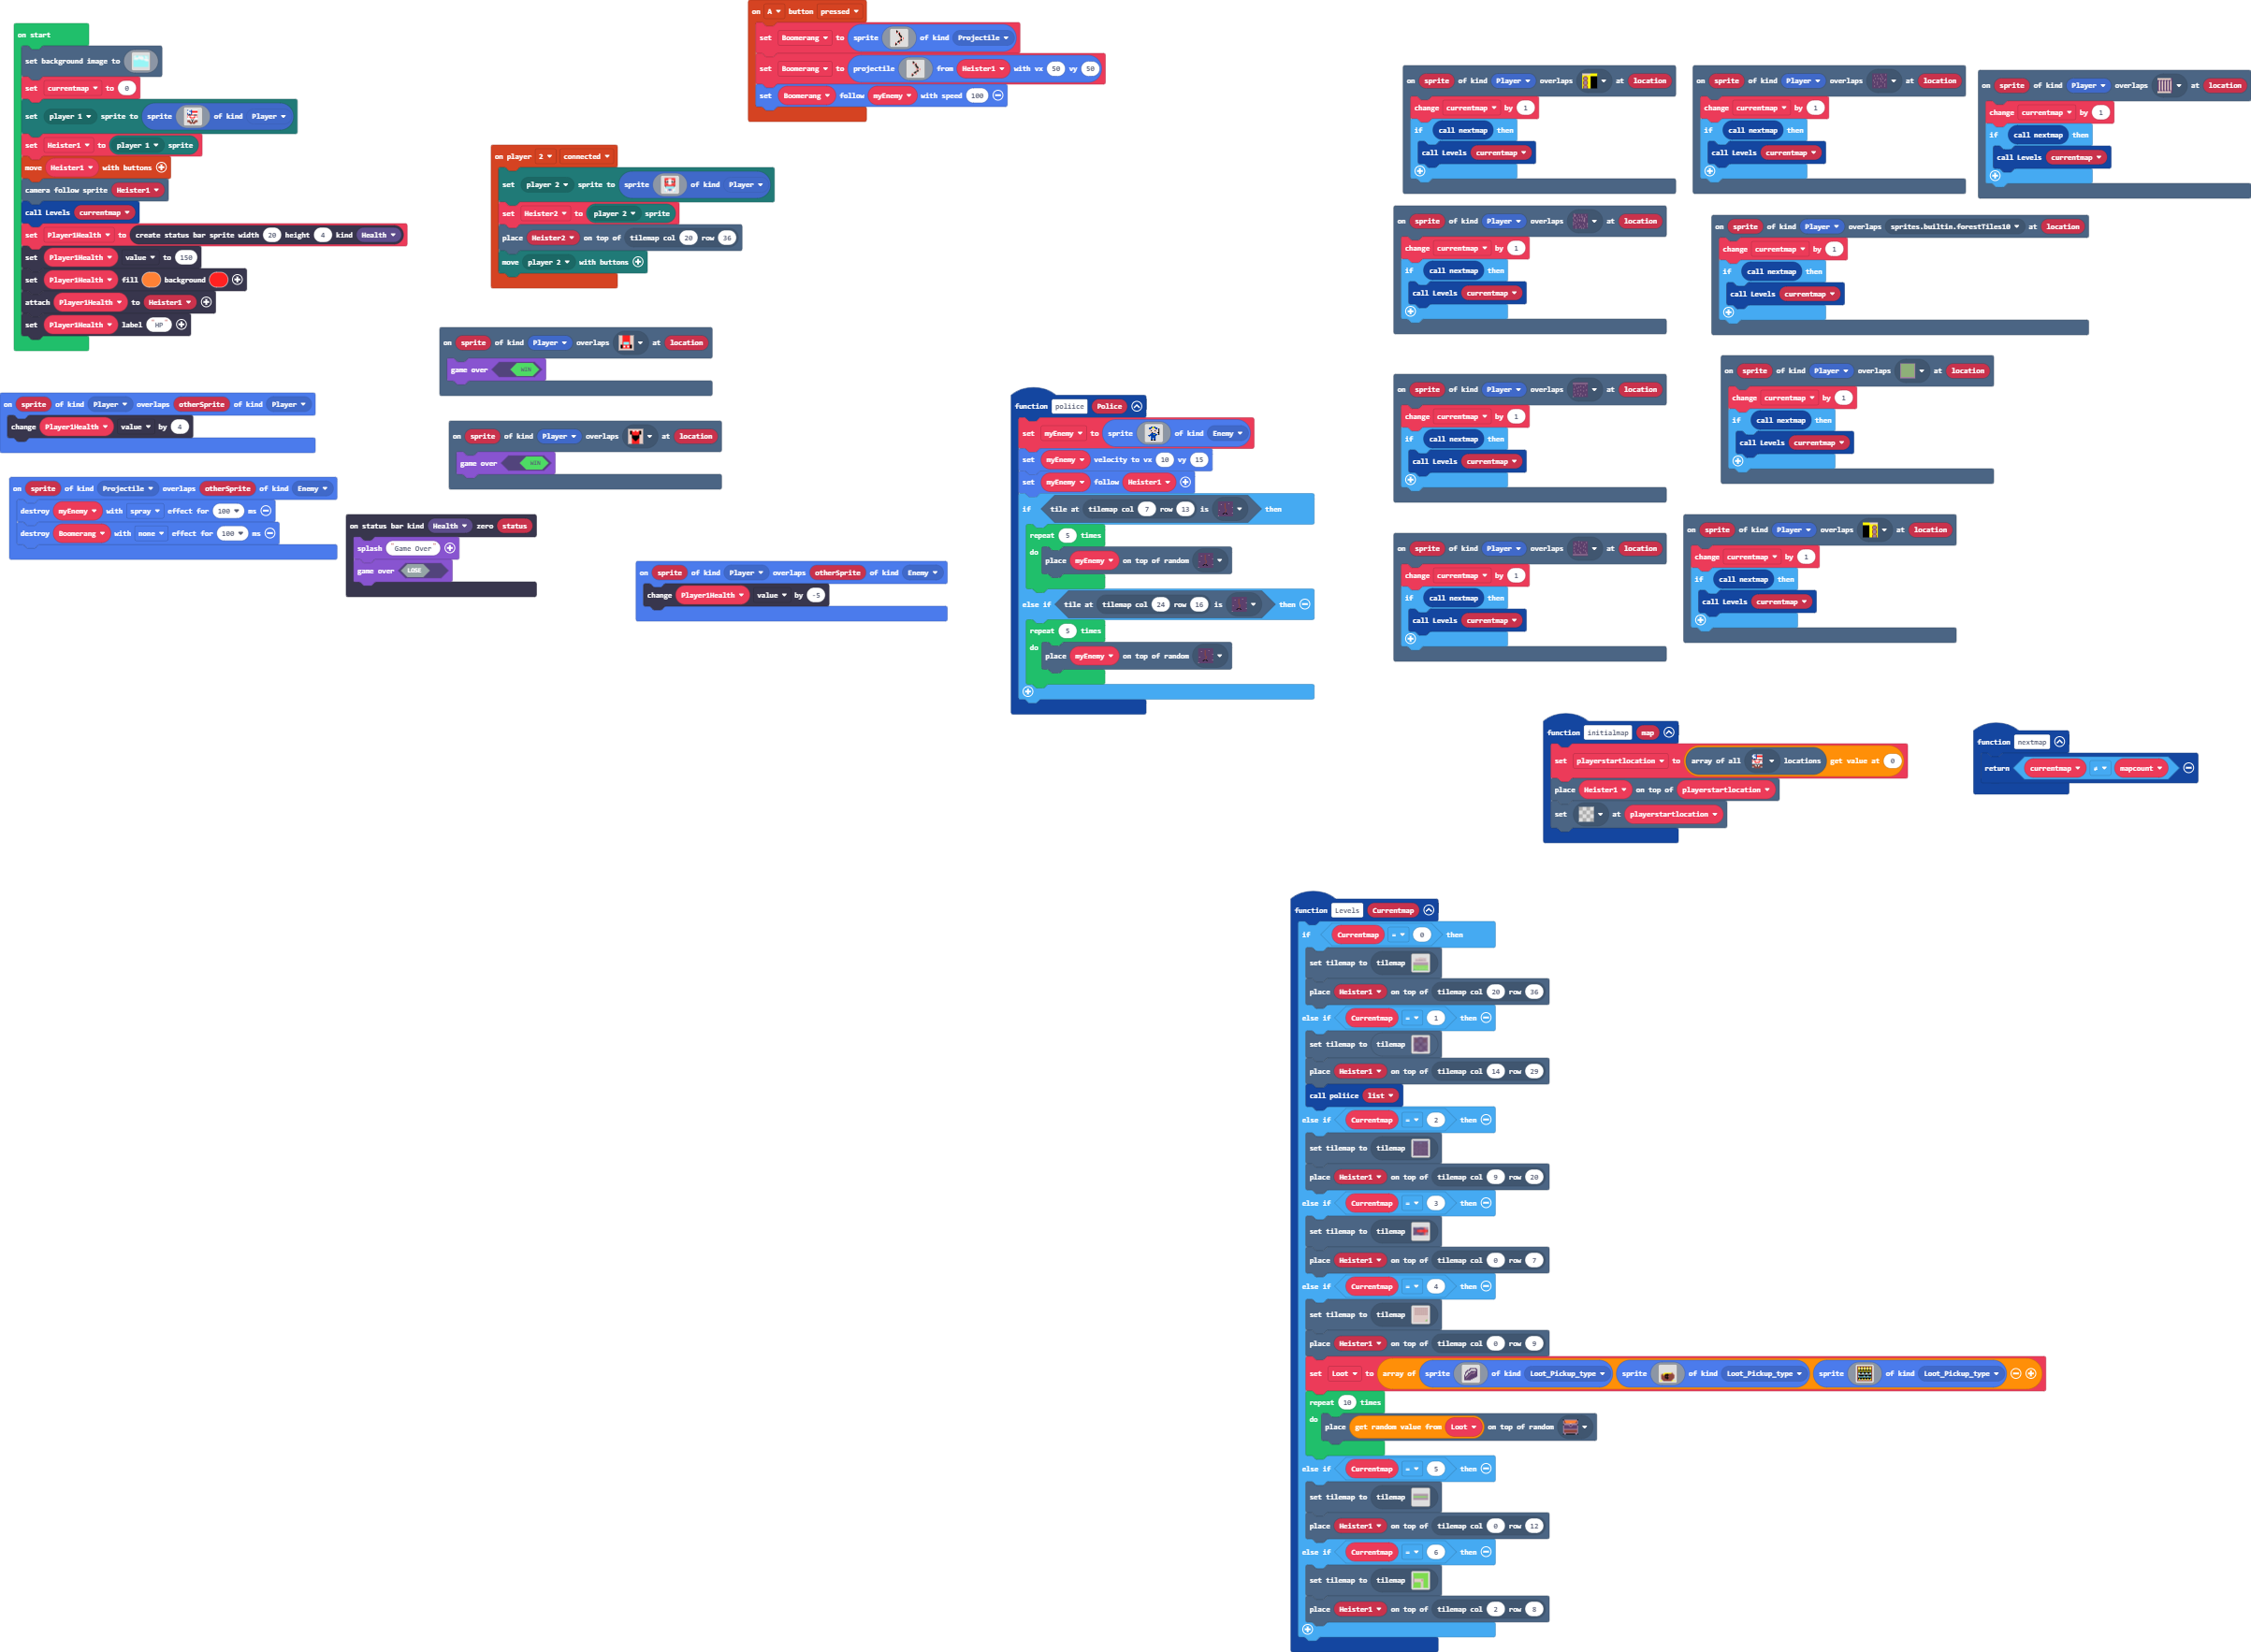 on start
set background image to
set currentmap to 0
set player 1 sprite to sprite of kind Player
set Heister1 to player 1 sprite
move Heister1 with buttons
camera follow sprite Heister1
call Levels currentmap
set Player1Health to create status bar sprite width 20 height 4 kind Health
set Player1Health value to 150
set Player1Health fill background
attach Player1Health to Heister1
set Player1Health label "HP"
on sprite of kind Player overlaps otherSprite of kind Player
change Player1Health value by 4
on sprite of kind Projectile overlaps otherSprite of kind Enemy
destroy myEnemy with spray effect for 100 ms
destroy Boomerang with none effect for 100 ms
on A button pressed
set Boomerang to sprite of kind Projectile
set Boomerang to projectile from Heister1 with vx 50 vy 50
set Boomerang follow myEnemy with speed 100
on player 2 connected
set player 2 sprite to sprite of kind Player
set Heister2 to player 2 sprite
place Heister2 on top of tilemap col 20 row 36
move player 2 with buttons
on sprite of kind Player overlaps at location
game over WIN
on sprite of kind Player overlaps at location
game over WIN
on status bar kind Health zero status
splash "Game Over"
game over LOSE
on sprite of kind Player overlaps otherSprite of kind Enemy
change Player1Health value by -5
function poliice Police
set myEnemy to sprite of kind Enemy
set myEnemy velocity to vx 10 vy 15
set myEnemy follow Heister1
if tile at tilemap col 7 row 13 is then
repeat 5 times
do place myEnemy on top of random
else if tile at tilemap col 24 row 16 is then
repeat 5 times
do place myEnemy on top of random
on sprite of kind Player overlaps at location
change currentmap by 1
if call nextmap then
call Levels currentmap
on sprite of kind Player overlaps at location
change currentmap by 1
if call nextmap then
call Levels currentmap
on sprite of kind Player overlaps at location
change currentmap by 1
if call nextmap then
call Levels currentmap
on sprite of kind Player overlaps at location
change currentmap by 1
if call nextmap then
call Levels currentmap
on sprite of kind Player overlaps sprites.builtin.forestTiles10 at location
change currentmap by 1
if call nextmap then
call Levels currentmap
on sprite of kind Player overlaps at location
change currentmap by 1
if call nextmap then
call Levels currentmap
on sprite of kind Player overlaps at location
change currentmap by 1
if call nextmap then
call Levels currentmap
on sprite of kind Player overlaps at location
change currentmap by 1
if call nextmap then
call Levels currentmap
on sprite of kind Player overlaps at location
change currentmap by 1
if call nextmap then
call Levels currentmap
function initialmap map
set playerstartlocation to array of all locations get value at 0
place Heister1 on top of playerstartlocation
set at playerstartlocation
function nextmap
return currentmap ≠ mapcount
function Levels Currentmap
if Currentmap = 0 then
set tilemap to tilemap
place Heister1 on top of tilemap col 20 row 36
else if Currentmap = 1 then
set tilemap to tilemap
place Heister1 on top of tilemap col 14 row 29
call poliice list
else if Currentmap = 2 then
set tilemap to tilemap
place Heister1 on top of tilemap col 9 row 20
else if Currentmap = 3 then
set tilemap to tilemap
place Heister1 on top of tilemap col 0 row 7
else if Currentmap = 4 then
set tilemap to tilemap
place Heister1 on top of tilemap col 0 row 9
set Loot to array of sprite of kind Loot_Pickup_type sprite of kind Loot_Pickup_type sprite of kind Loot_Pickup_type
repeat 10 times
do place get random value from Loot on top of random
else if Currentmap = 5 then
set tilemap to tilemap
place Heister1 on top of tilemap col 0 row 12
else if Currentmap = 6 then
set tilemap to tilemap
place Heister1 on top of tilemap col 2 row 8